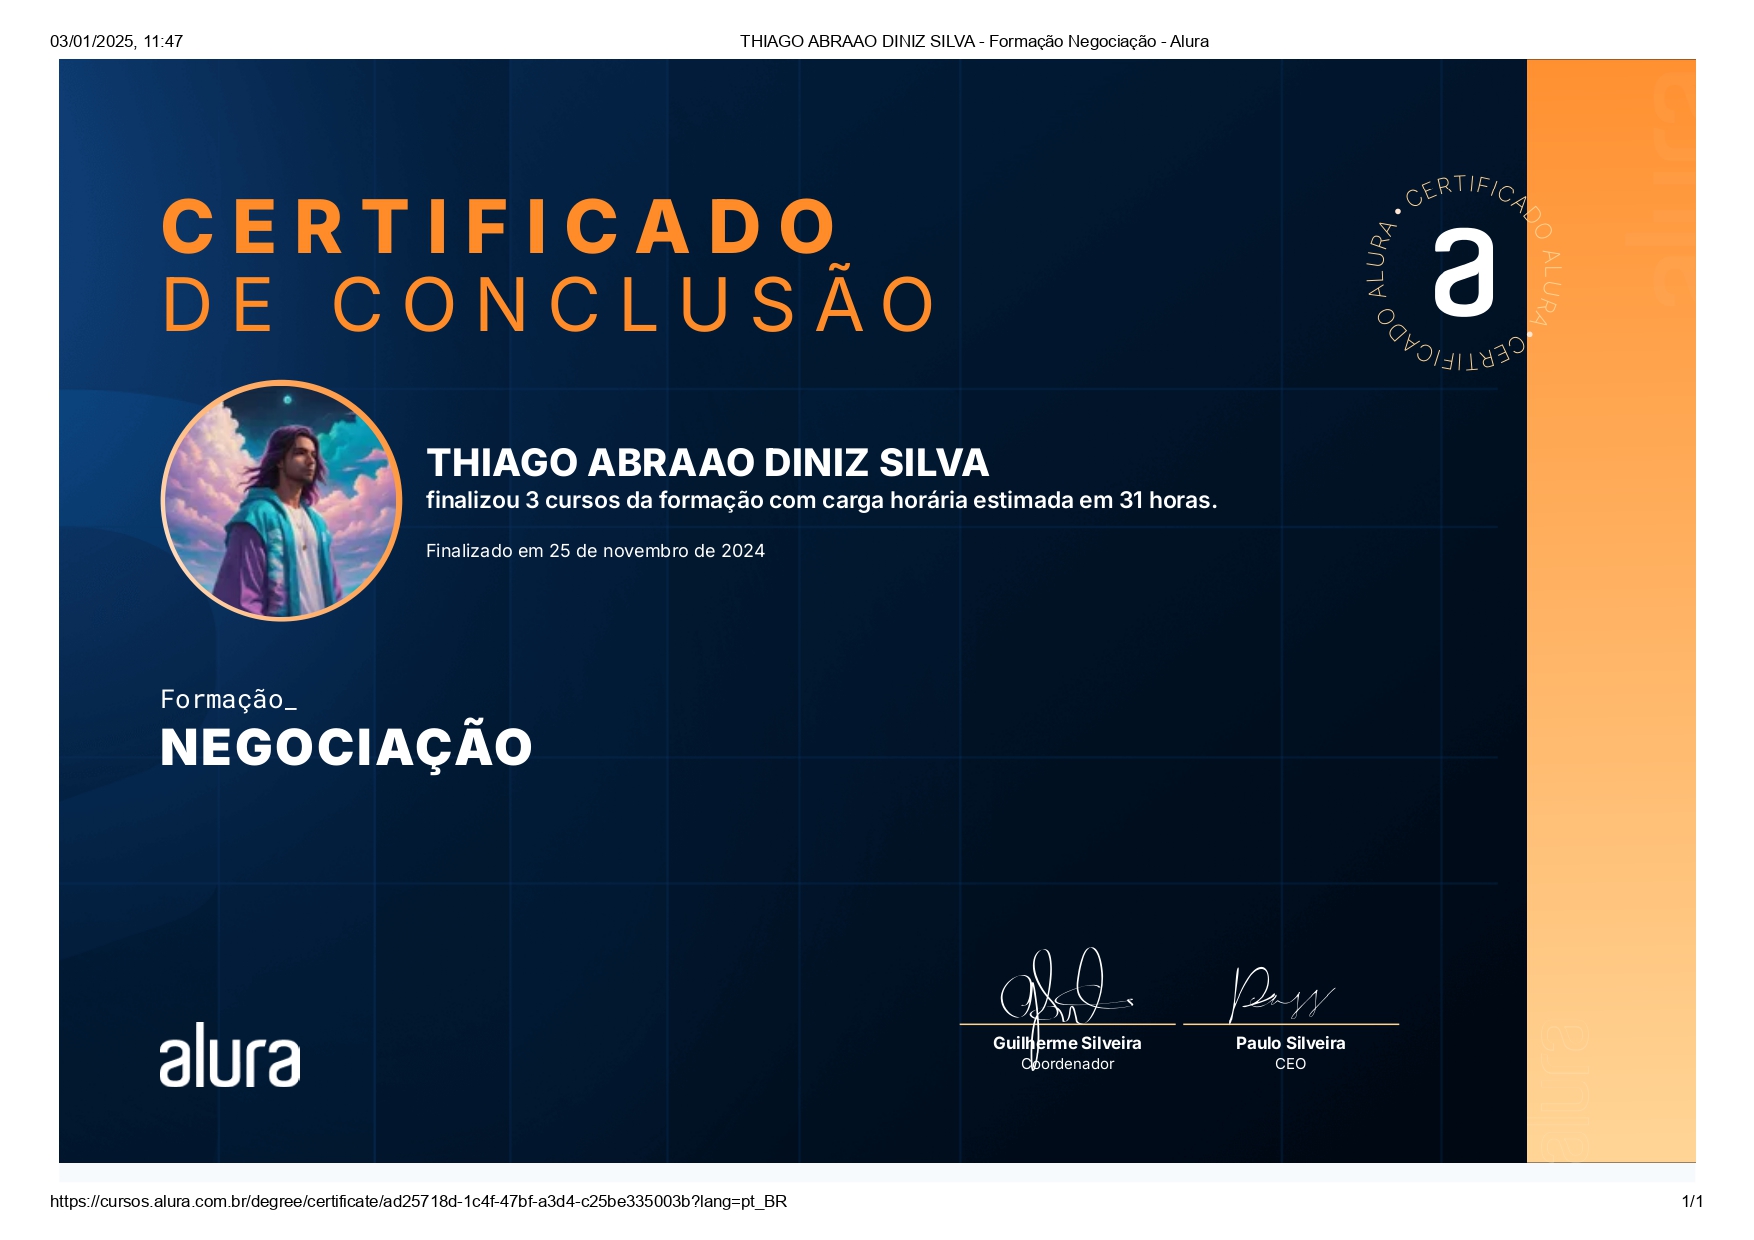 03/01/2025, 11:47
THIAGO ABRAAO DINIZ SILVA - Formação Negociação - Alura
CERTIFICADO
DE CONCLUSÃO
CERTIFICADO ALURA • CERTIFICADO ALURA •
a
THIAGO ABRAAO DINIZ SILVA
finalizou 3 cursos da formação com carga horária estimada em 31 horas.
Finalizado em 25 de novembro de 2024
Formação_
NEGOCIAÇÃO
alura
Guilherme Silveira
Coordenador
Paulo Silveira
CEO
alura
alura
https://cursos.alura.com.br/degree/certificate/ad25718d-1c4f-47bf-a3d4-c25be335003b?lang=pt_BR
1/1